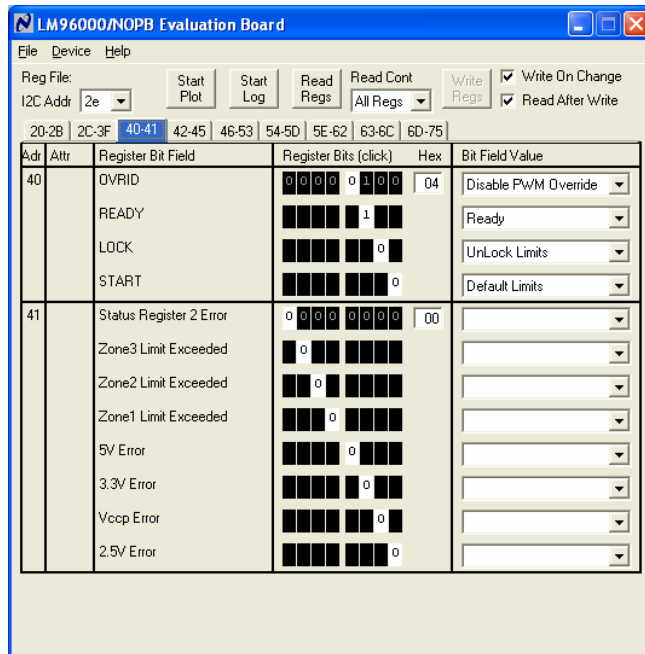 LM96000/NOPB Evaluation Board
File Device Help
Reg File:
I2C Addr 2e
Start Plot
Start Log
Read Regs
Read Cont
All Regs
Write Regs
Write On Change
Read After Write
20-2B 2C-3F 40-41 42-45 46-53 54-5D 5E-62 63-6C 6D-75
Adr Attr Register Bit Field Register Bits (click) Hex Bit Field Value
40 OVRID 0 0 0 0 0 1 0 0 04 Disable PWM Override
READY 1 Ready
LOCK 0 UnLock Limits
START 0 Default Limits
41 Status Register 2 Error 0 0 0 0 0 0 0 0 00
Zone3 Limit Exceeded 0
Zone2 Limit Exceeded 0
Zone1 Limit Exceeded 0
5V Error 0
3.3V Error 0
Vccp Error 0
2.5V Error 0